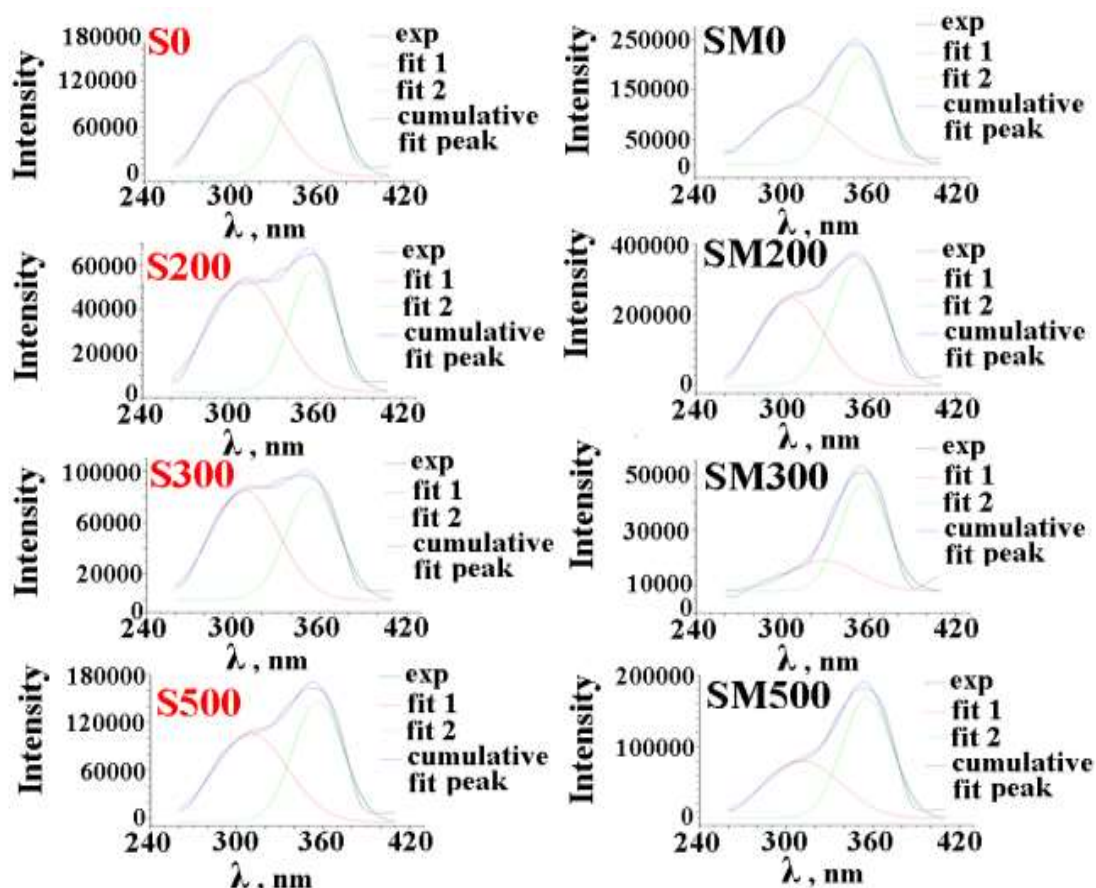 S0
Intensity
180000
120000
60000
0
240 300 360 420
λ , nm
exp
fit 1
fit 2
cumulative
fit peak
SM0
Intensity
250000
150000
50000
0
240 300 360 420
λ , nm
exp
fit 1
fit 2
cumulative
fit peak
S200
Intensity
60000
40000
20000
0
240 300 360 420
λ , nm
exp
fit 1
fit 2
cumulative
fit peak
SM200
Intensity
400000
200000
0
240 300 360 420
λ , nm
exp
fit 1
fit 2
cumulative
fit peak
S300
Intensity
100000
60000
20000
0
240 300 360 420
λ , nm
exp
fit 1
fit 2
cumulative
fit peak
SM300
Intensity
50000
30000
10000
0
240 300 360 420
λ , nm
exp
fit 1
fit 2
cumulative
fit peak
S500
Intensity
180000
120000
60000
0
240 300 360 420
λ , nm
exp
fit 1
fit 2
cumulative
fit peak
SM500
Intensity
200000
100000
0
240 300 360 420
λ , nm
exp
fit 1
fit 2
cumulative
fit peak